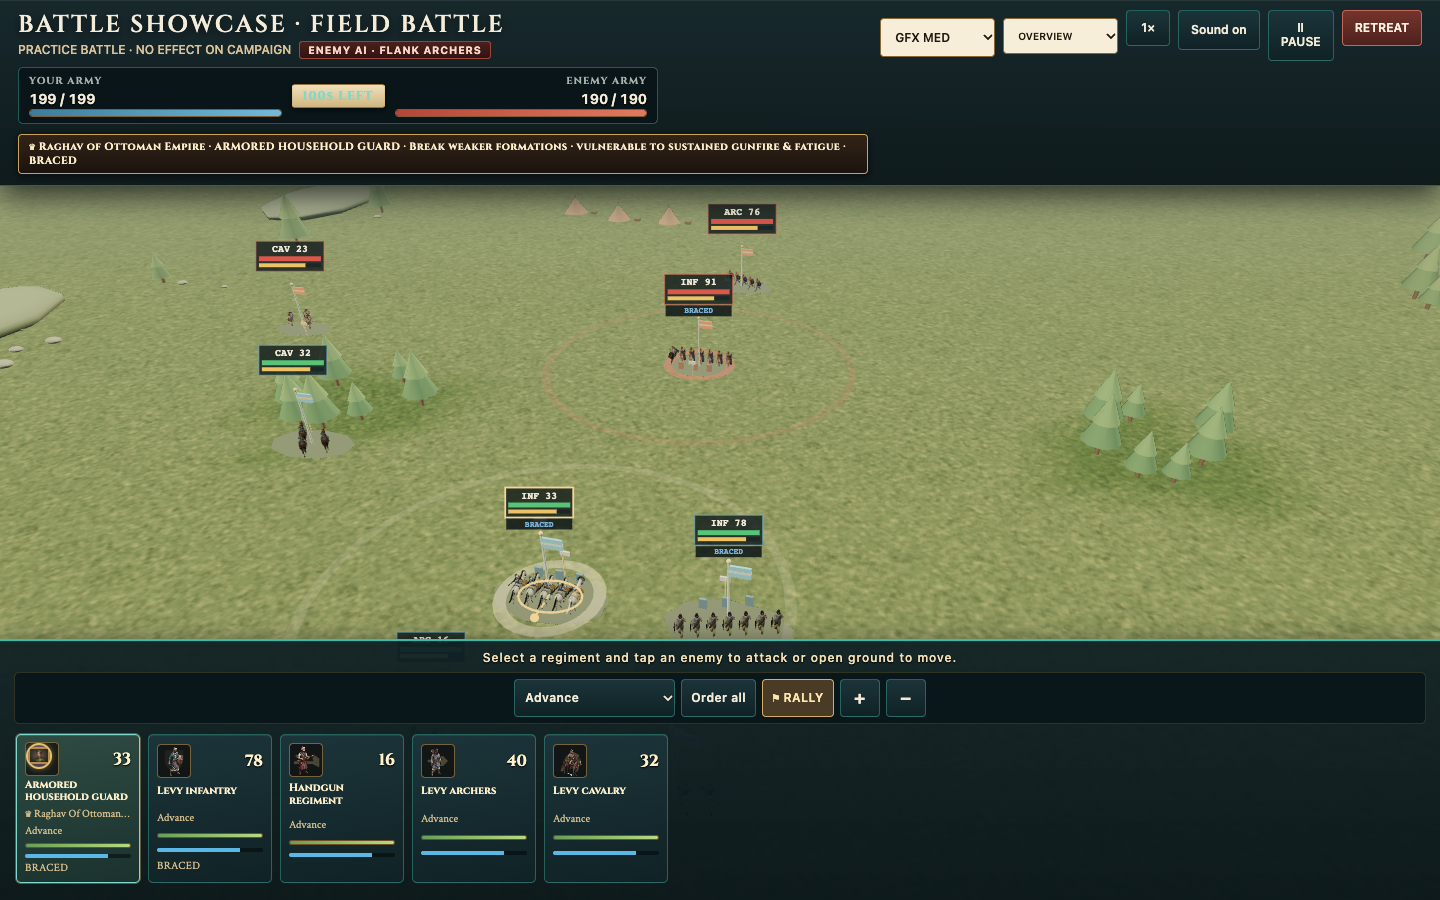 BATTLE SHOWCASE · FIELD BATTLE
PRACTICE BATTLE · NO EFFECT ON CAMPAIGN
ENEMY AI · FLANK ARCHERS
GFX MED
OVERVIEW
1×
Sound on
II
PAUSE
RETREAT
YOUR ARMY
199 / 199
100S LEFT
ENEMY ARMY
190 / 190
♛ Raghav of Ottoman Empire · ARMORED HOUSEHOLD GUARD · Break weaker formations · vulnerable to sustained gunfire & fatigue ·
BRACED
ARC 76
CAV 23
INF 91
BRACED
CAV 32
INF 33
BRACED
INF 78
BRACED
ARC 16
Select a regiment and tap an enemy to attack or open ground to move.
Advance
Order all
⚑ RALLY
+
−
33
Armored
Household Guard
♛ Raghav Of Ottoman...
Advance
BRACED
78
Levy Infantry
Advance
BRACED
16
Handgun
Regiment
Advance
40
Levy Archers
Advance
32
Levy Cavalry
Advance